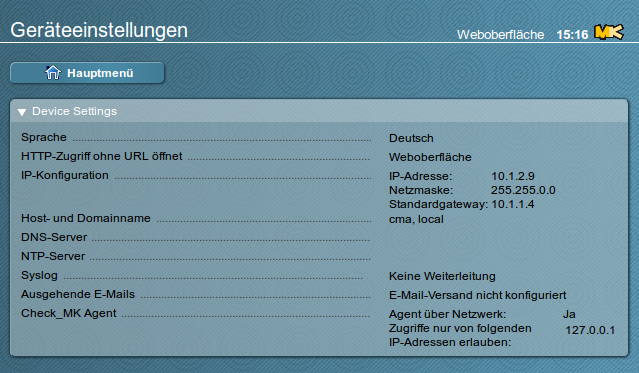 Geräteeinstellungen
Weboberfläche 15:16 MK
Hauptmenü
Device Settings
Sprache Deutsch
HTTP-Zugriff ohne URL öffnet Weboberfläche
IP-Konfiguration IP-Adresse: 10.1.2.9
Netzmaske: 255.255.0.0
Standardgateway: 10.1.1.4
Host- und Domainname cma, local
DNS-Server
NTP-Server
Syslog Keine Weiterleitung
Ausgehende E-Mails E-Mail-Versand nicht konfiguriert
Check_MK Agent Agent über Netzwerk: Ja
Zugriffe nur von folgenden 127.0.0.1
IP-Adressen erlauben: